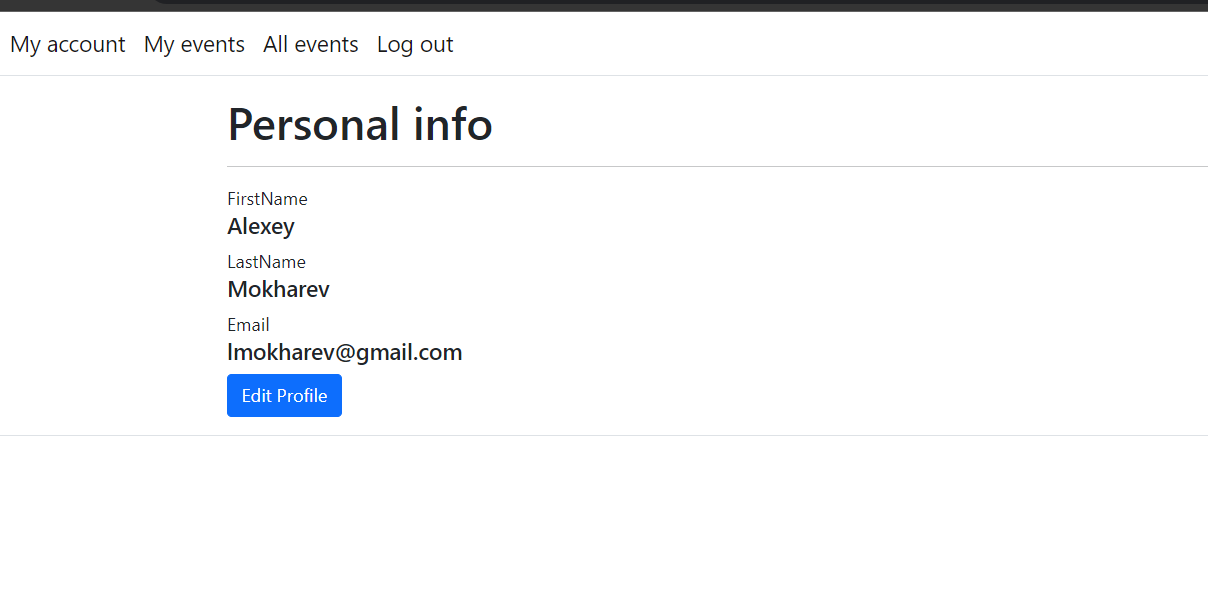 My account My events All events Log out
Personal info
FirstName
Alexey
LastName
Mokharev
Email
lmokharev@gmail.com
Edit Profile